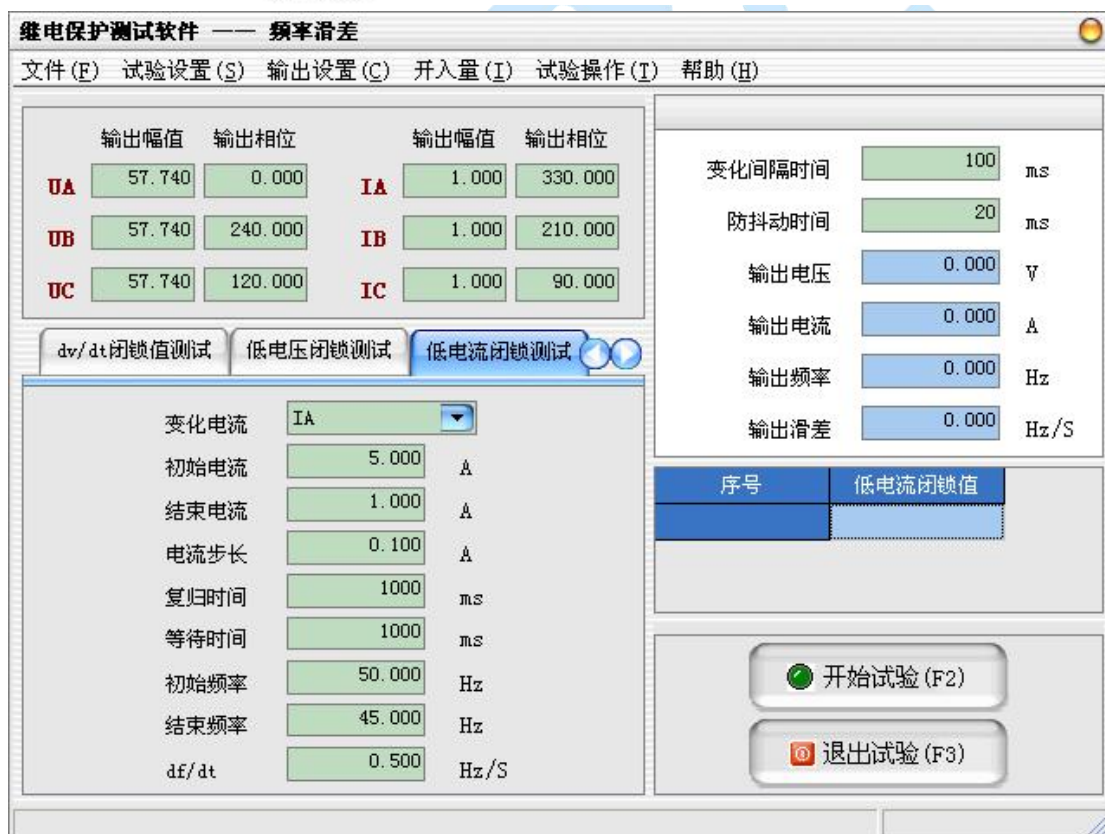 继电保护测试软件 —— 频率滑差
文件(F) 试验设置(S) 输出设置(C) 开入量(I) 试验操作(T) 帮助(H)
输出幅值 输出相位 输出幅值 输出相位
UA 57.740 0.000 IA 1.000 330.000
UB 57.740 240.000 IB 1.000 210.000
UC 57.740 120.000 IC 1.000 90.000
dv/dt闭锁值测试 低电压闭锁测试 低电流闭锁测试
变化电流 IA
初始电流 5.000 A
结束电流 1.000 A
电流步长 0.100 A
复归时间 1000 ms
等待时间 1000 ms
初始频率 50.000 Hz
结束频率 45.000 Hz
df/dt 0.500 Hz/S
变化间隔时间 100 ms
防抖动时间 20 ms
输出电压 0.000 V
输出电流 0.000 A
输出频率 0.000 Hz
输出滑差 0.000 Hz/S
序号 低电流闭锁值
开始试验(F2)
退出试验(F3)